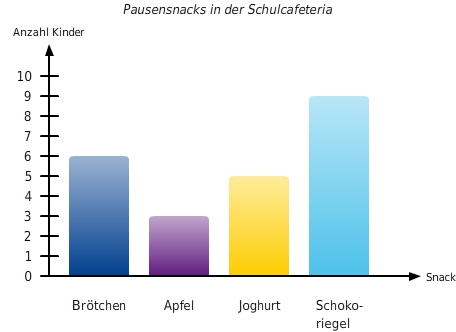 Pausensnacks in der Schulcafeteria
Anzahl Kinder
10
9
8
7
6
5
4
3
2
1
0
Snack
Brötchen Apfel Joghurt Schoko-
riegel